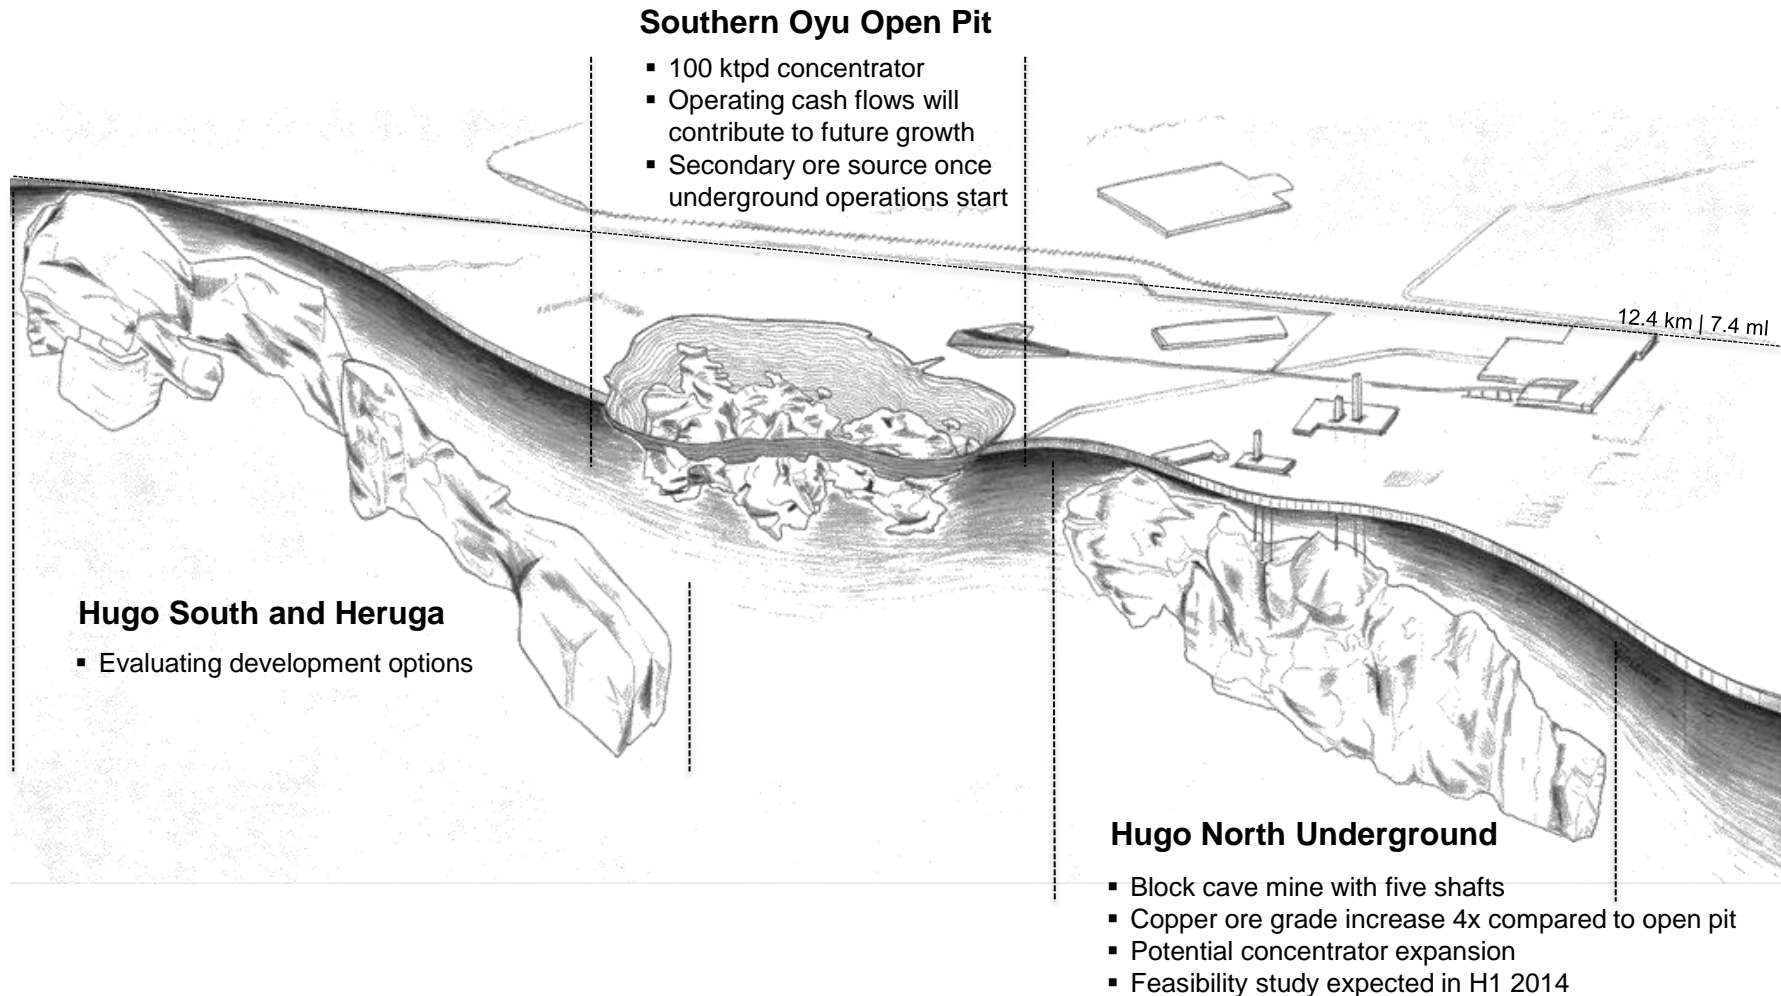 Southern Oyu Open Pit
▪ 100 ktpd concentrator
▪ Operating cash flows will
contribute to future growth
▪ Secondary ore source once
underground operations start
12.4 km | 7.4 ml
Hugo South and Heruga
▪ Evaluating development options
Hugo North Underground
▪ Block cave mine with five shafts
▪ Copper ore grade increase 4x compared to open pit
▪ Potential concentrator expansion
▪ Feasibility study expected in H1 2014